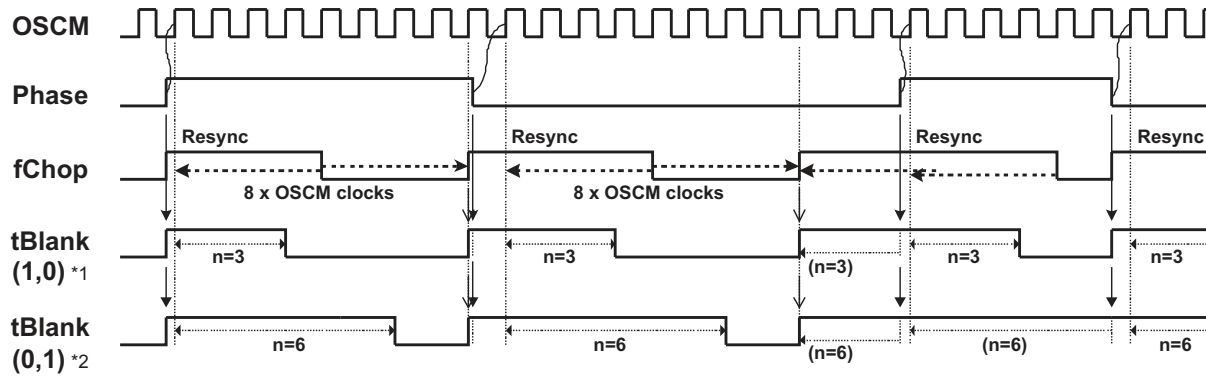 OSCM
Phase
Resync Resync Resync Resync
fChop
8 x OSCM clocks 8 x OSCM clocks
tBlank
(1,0) *1
n=3 n=3 (n=3) n=3 n=3
tBlank
(0,1) *2
n=6 n=6 (n=6) (n=6) n=6